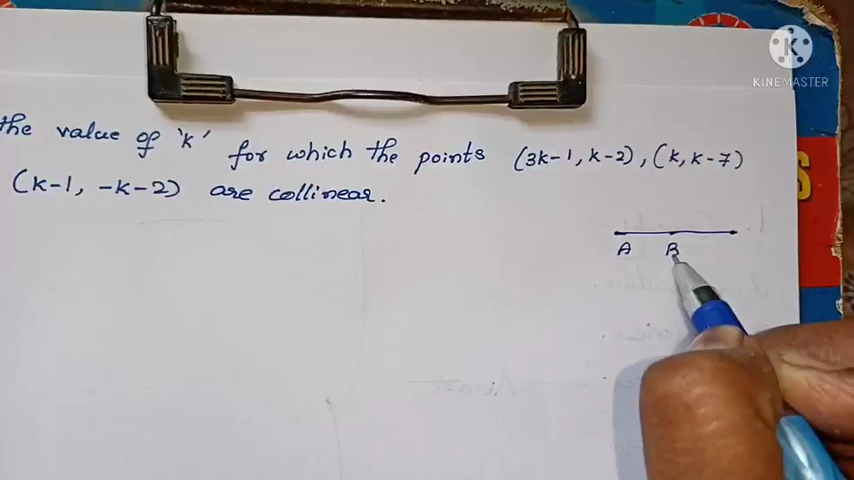 the value of 'k' for which the points (3k-1, k-2), (k, k-7)
(k-1, -k-2) are collinear.
A B
KINEMASTER